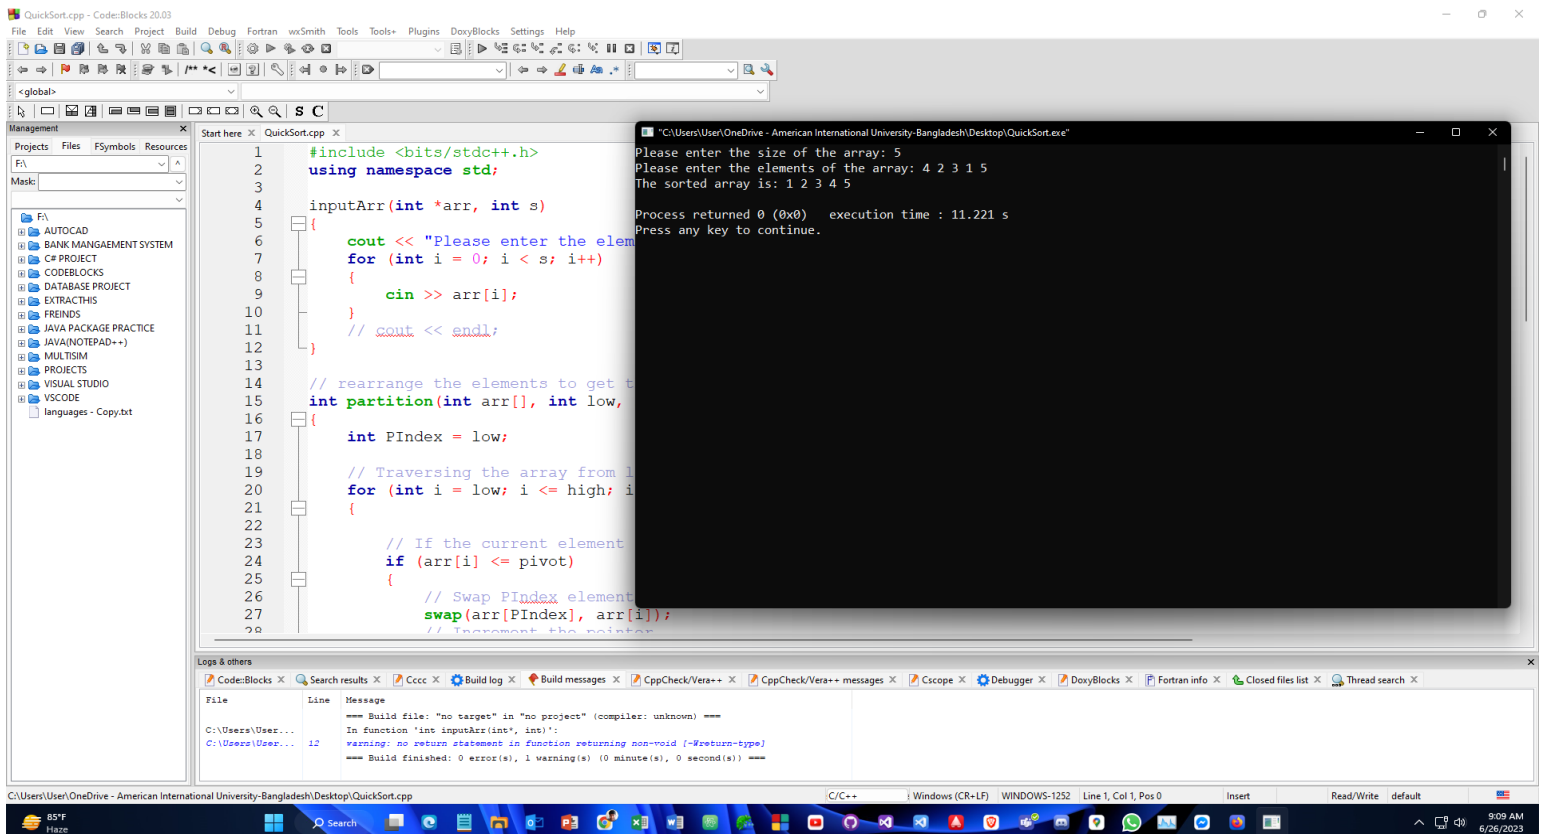 QuickSort.cpp - Code::Blocks 20.03
File Edit View Search Project Build Debug Fortran wxSmith Tools Tools+ Plugins DoxyBlocks Settings Help
<global>
S C
Management
Projects Files FSymbols Resources
F:\
Mask:
F:\
AUTOCAD
BANK MANGAEMENT SYSTEM
C# PROJECT
CODEBLOCKS
DATABASE PROJECT
EXTRACTHIS
FREINDS
JAVA PACKAGE PRACTICE
JAVA(NOTEPAD++)
MULTISIM
PROJECTS
VISUAL STUDIO
VSCODE
languages - Copy.txt
Start here QuickSort.cpp
1 #include <bits/stdc++.h>
2 using namespace std;
3
4 inputArr(int *arr, int s)
5 {
6 cout << "Please enter the elem
7 for (int i = 0; i < s; i++)
8 {
9 cin >> arr[i];
10 }
11 // cout << endl;
12 }
13
14 // rearrange the elements to get t
15 int partition(int arr[], int low,
16 {
17 int PIndex = low;
18
19 // Traversing the array from l
20 for (int i = low; i <= high; i
21 {
22
23 // If the current element
24 if (arr[i] <= pivot)
25 {
26 // Swap PIndex element
27 swap(arr[PIndex], arr[i]);
28 // Increment the pointer
"C:\Users\User\OneDrive - American International University-Bangladesh\Desktop\QuickSort.exe"
Please enter the size of the array: 5
Please enter the elements of the array: 4 2 3 1 5
The sorted array is: 1 2 3 4 5
Process returned 0 (0x0) execution time : 11.221 s
Press any key to continue.
Logs & others
Code::Blocks Search results Cccc Build log Build messages CppCheck/Vera++ CppCheck/Vera++ messages Cscope Debugger DoxyBlocks Fortran info Closed files list Thread search
File Line Message
=== Build file: "no target" in "no project" (compiler: unknown) ===
C:\Users\User... In function 'int inputArr(int*, int)':
C:\Users\User... 12 warning: no return statement in function returning non-void [-Wreturn-type]
=== Build finished: 0 error(s), 1 warning(s) (0 minute(s), 0 second(s)) ===
C:\Users\User\OneDrive - American International University-Bangladesh\Desktop\QuickSort.cpp C/C++ Windows (CR+LF) WINDOWS-1252 Line 1, Col 1, Pos 0 Insert Read/Write default
85°F
Haze
Search
9:09 AM
6/26/2023